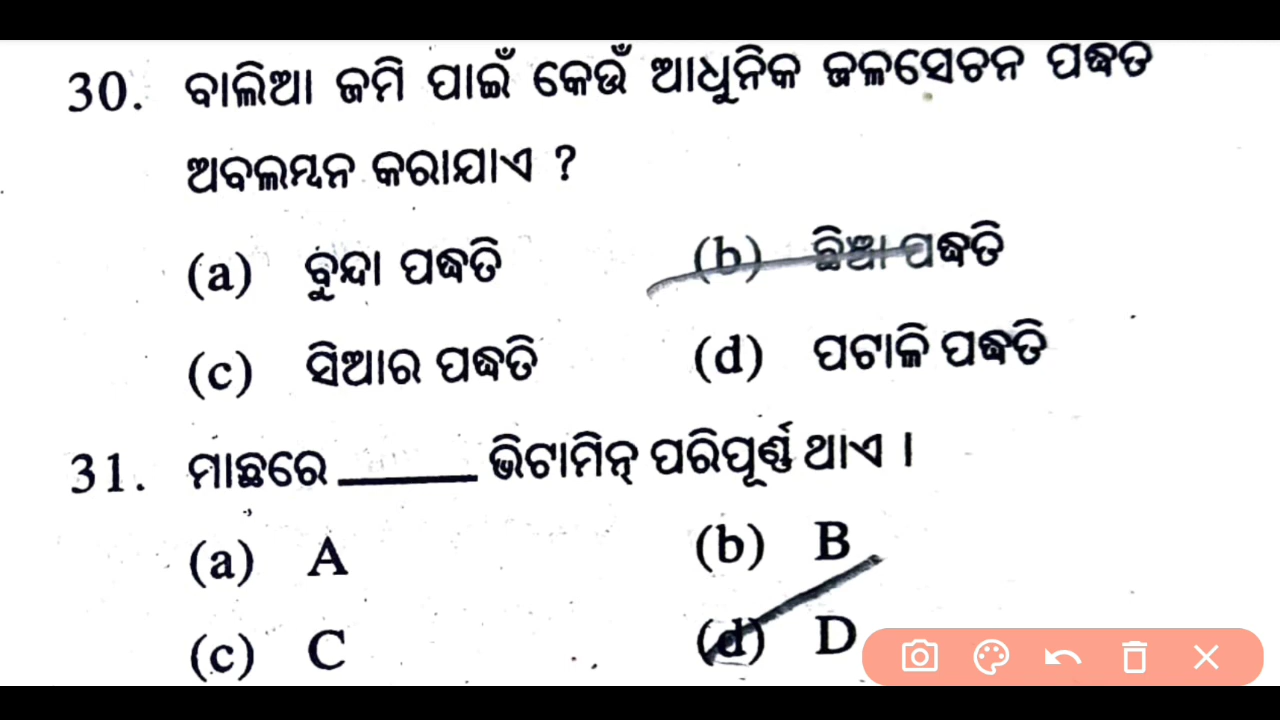 30. ବାଲିଆ ଜମି ପାଇଁ କେଉଁ ଆଧୁନିକ ଜଳସେଚନ ପଦ୍ଧତି
ଅବଲମ୍ବନ କରାଯାଏ ?
(a) ବୁନ୍ଦା ପଦ୍ଧତି (b) ଛିଞ୍ଚା ପଦ୍ଧତି
(c) ସିଆର ପଦ୍ଧତି (d) ପଟାଳି ପଦ୍ଧତି
31. ମାଛରେ ______ ଭିଟାମିନ୍ ପରିପୂର୍ଣ୍ଣ ଥାଏ ।
(a) A (b) B
(c) C (d) D